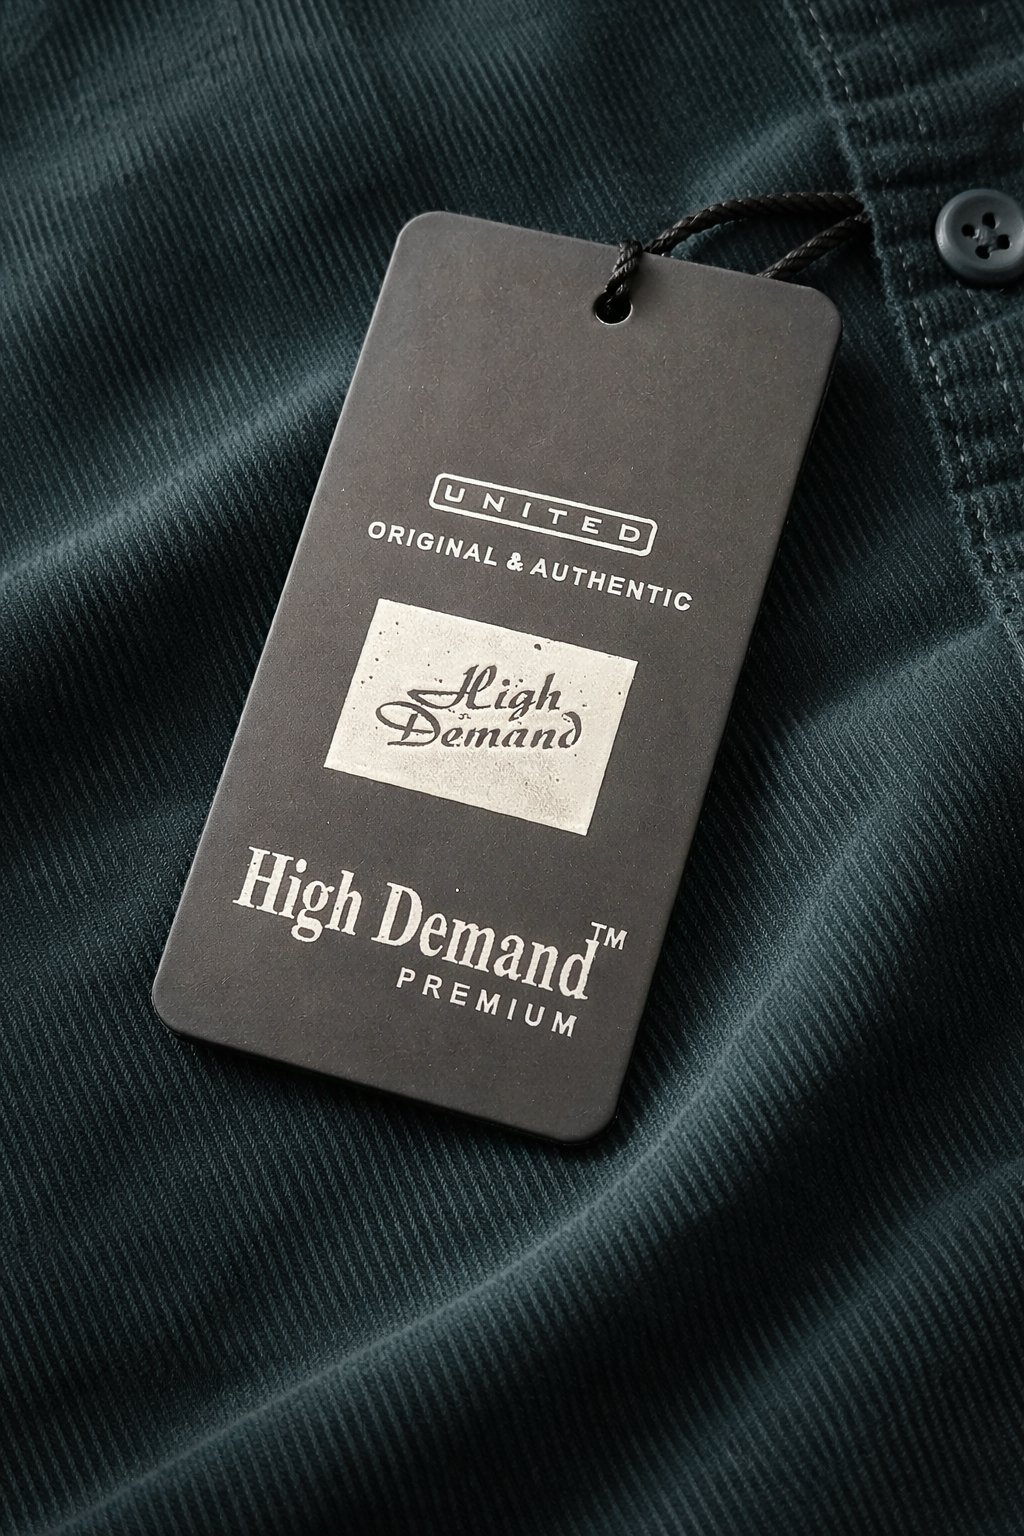 UNITED
ORIGINAL & AUTHENTIC
High
Demand
High Demand™
PREMIUM